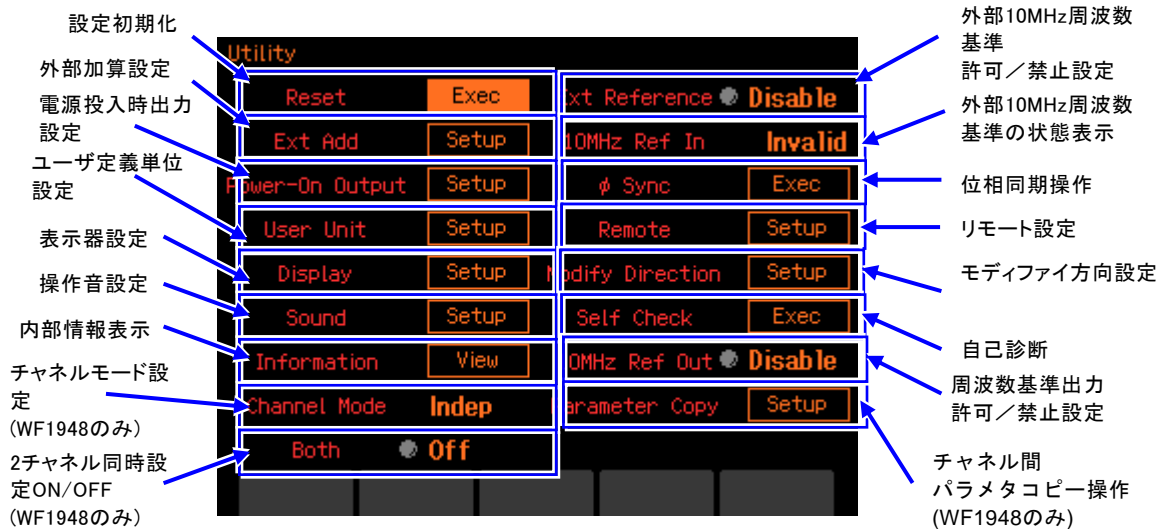 設定初期化
外部加算設定
電源投入時出力
設定
ユーザ定義単位
設定
表示器設定
操作音設定
内部情報表示
チャネルモード設
定
(WF1948のみ)
2チャネル同時設
定ON/OFF
(WF1948のみ)
Utility
Reset Exec
Ext Add Setup
Power-On Output Setup
User Unit Setup
Display Setup
Sound Setup
Information View
Channel Mode Indep
Both Off
Ext Reference Disable
10MHz Ref In Invalid
φ Sync Exec
Remote Setup
Modify Direction Setup
Self Check Exec
10MHz Ref Out Disable
Parameter Copy Setup
外部10MHz周波数
基準
許可／禁止設定
外部10MHz周波数
基準の状態表示
位相同期操作
リモート設定
モディファイ方向設定
自己診断
周波数基準出力
許可／禁止設定
チャネル間
パラメタコピー操作
(WF1948のみ)